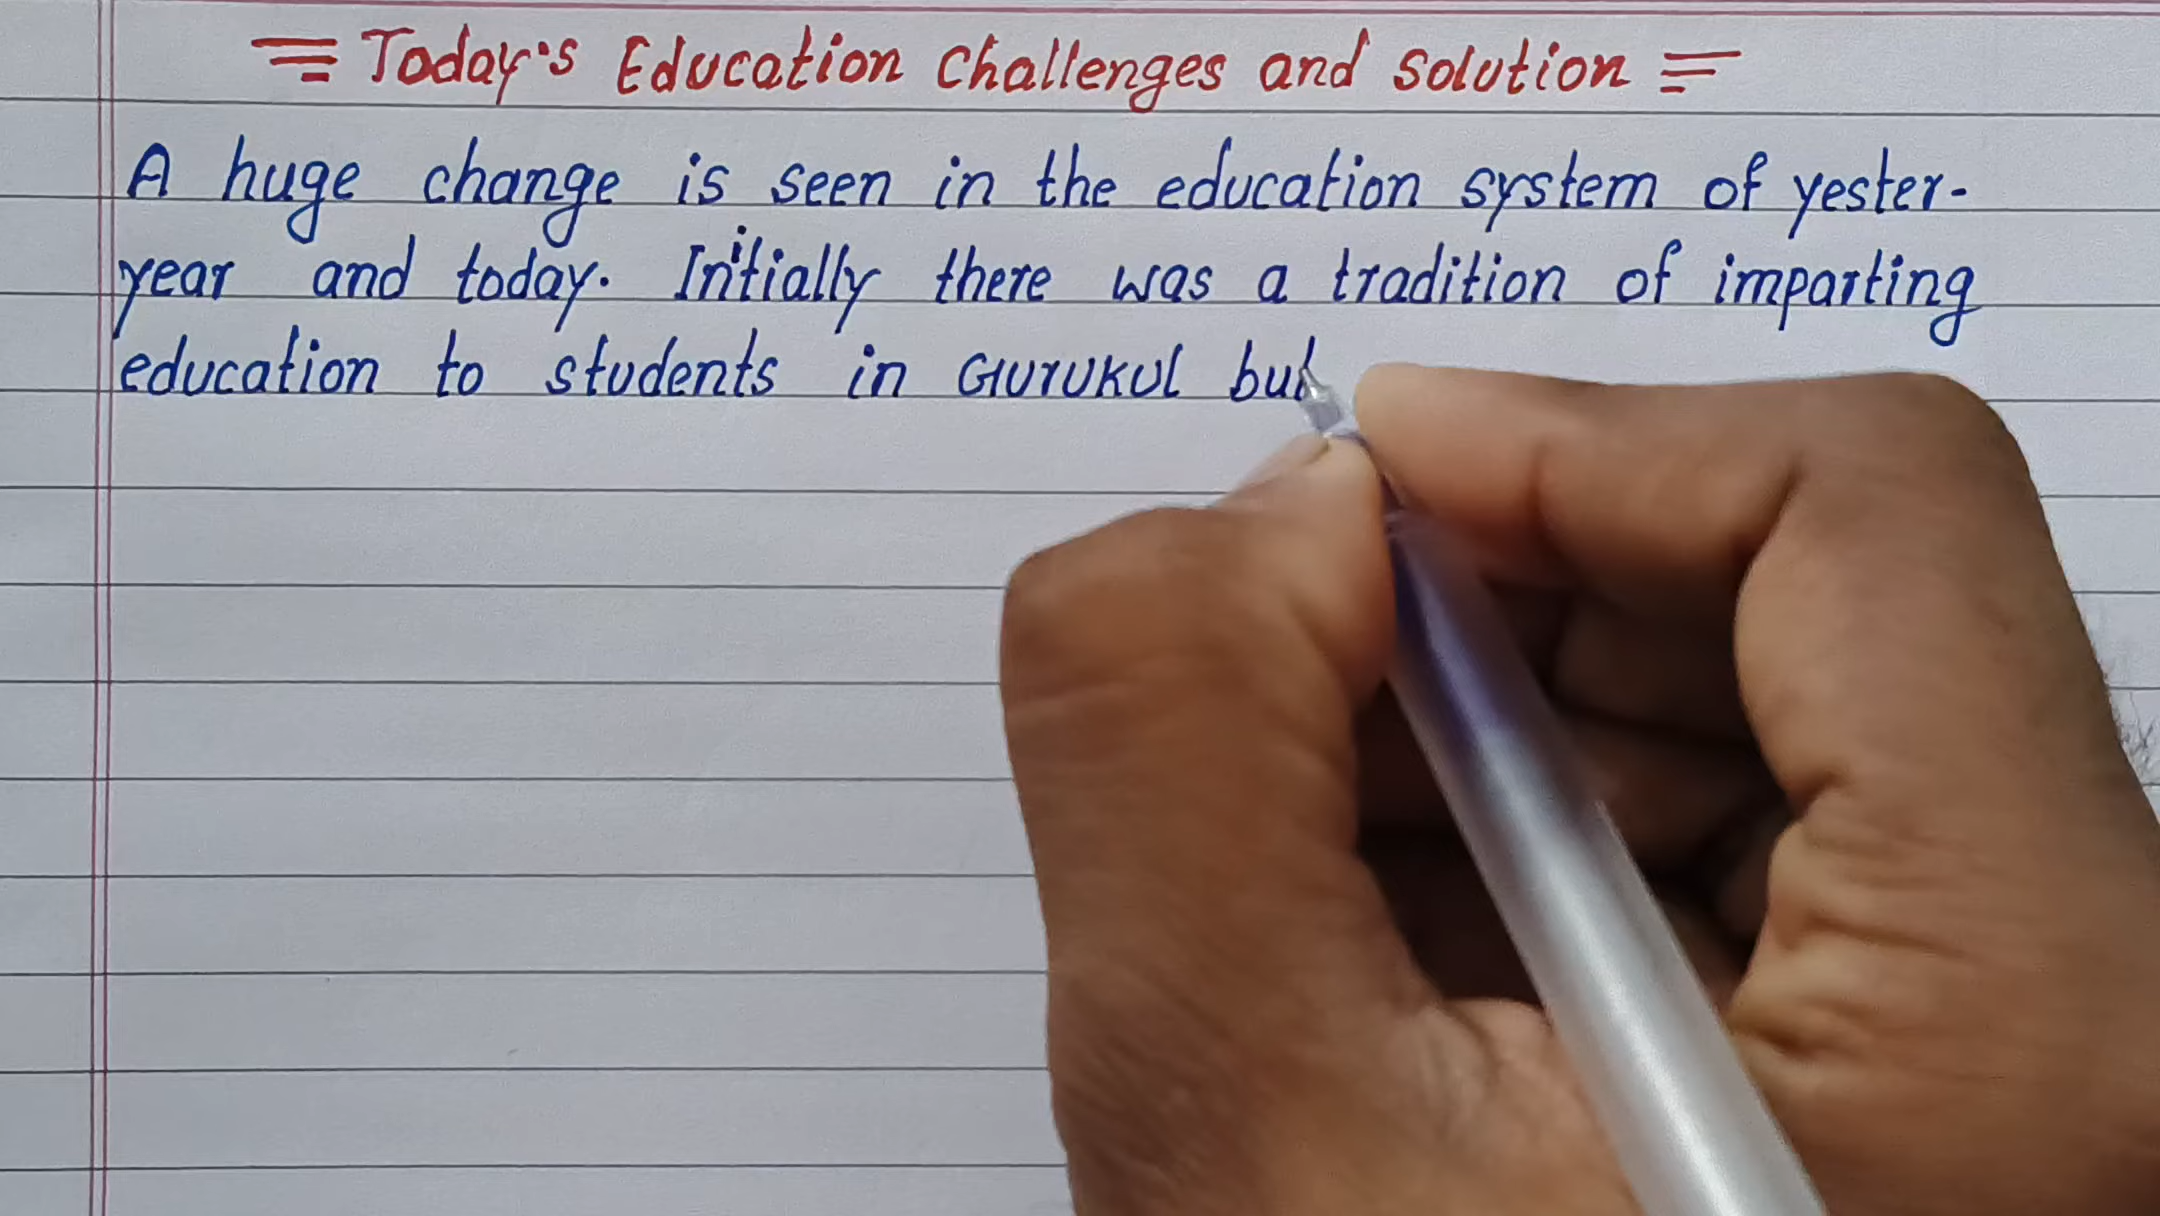 Today's Education Challenges and Solution
A huge change is seen in the education system of yester-
year and today. Initially there was a tradition of imparting
education to students in Gurukul but